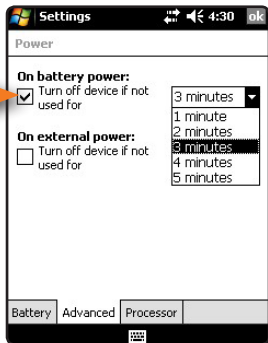 Settings 4:30 ok
Power
On battery power:
Turn off device if not used for
3 minutes
1 minute
2 minutes
3 minutes
4 minutes
5 minutes
On external power:
Turn off device if not used for
Battery Advanced Processor